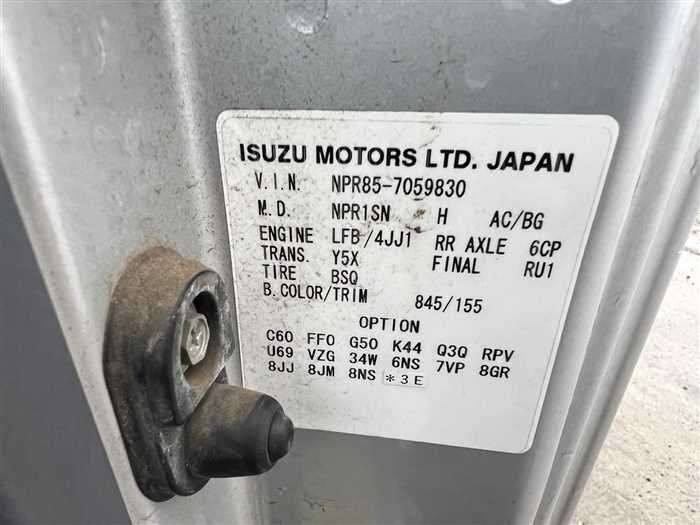 ISUZU MOTORS LTD. JAPAN
V.I.N. NPR85-7059830
M.D. NPR1SN H AC/BG
ENGINE LFB/4JJ1 RR AXLE 6CP
TRANS. Y5X FINAL RU1
TIRE BSQ
B.COLOR/TRIM 845/155
OPTION
C60 FF0 G50 K44 Q3Q RPV
U69 VZG 34W 6NS 7VP 8GR
8JJ 8JM 8NS *3E